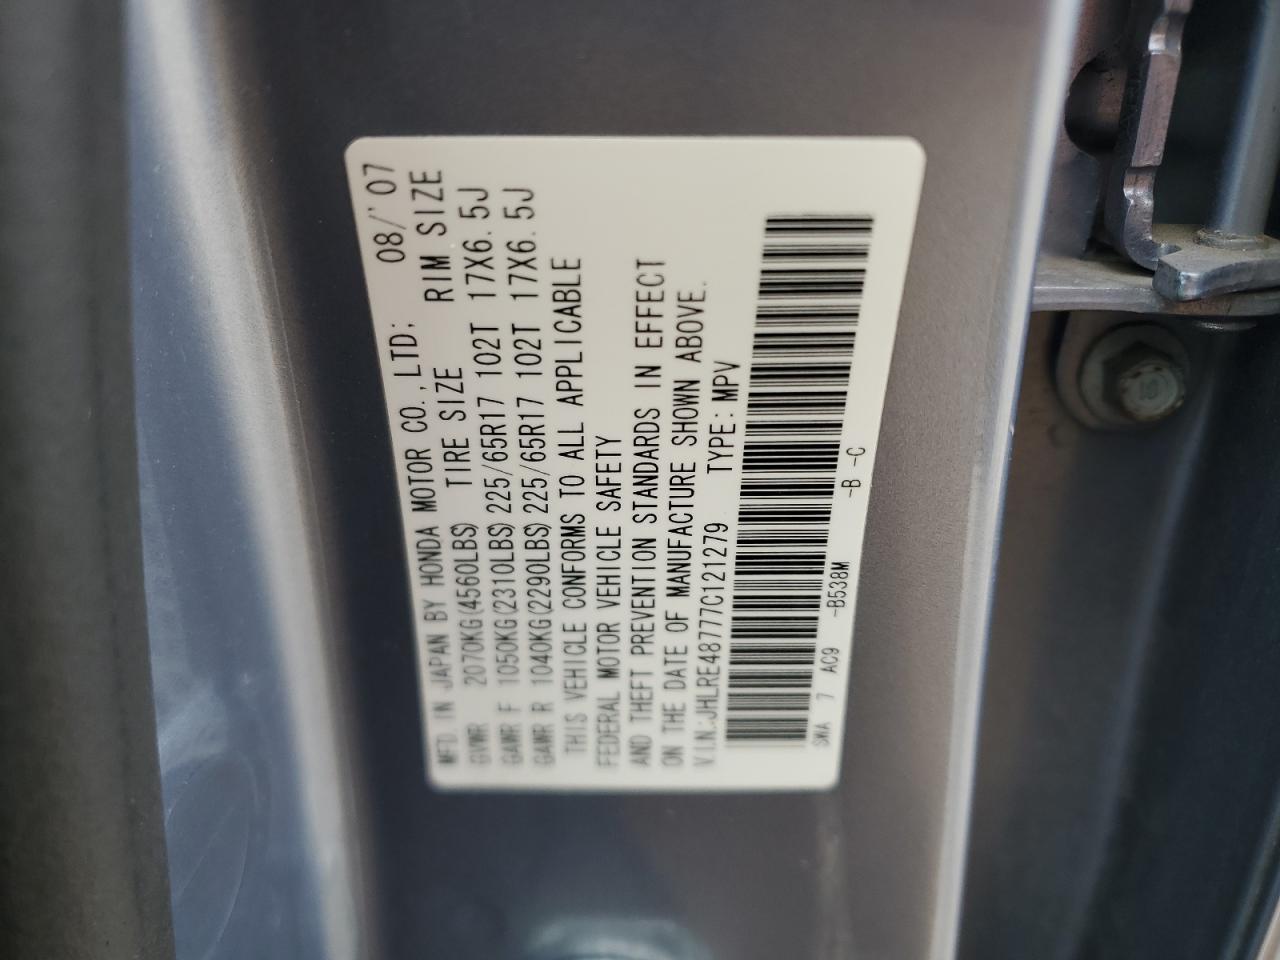 MFD IN JAPAN BY HONDA MOTOR CO.,LTD: 08/'07
GVWR 2070KG(4560LBS) TIRE SIZE RIM SIZE
GAWR F 1050KG(2310LBS)225/65R17 102T 17X6.5J
GAWR R 1040KG(2290LBS)225/65R17 102T 17X6.5J
THIS VEHICLE CONFORMS TO ALL APPLICABLE
FEDERAL MOTOR VEHICLE SAFETY
AND THEFT PREVENTION STANDARDS IN EFFECT
ON THE DATE OF MANUFACTURE SHOWN ABOVE.
V.I.N.:JHLRE48777C121279 TYPE:MPV
SWA 7 AC9 -B538M -B -C